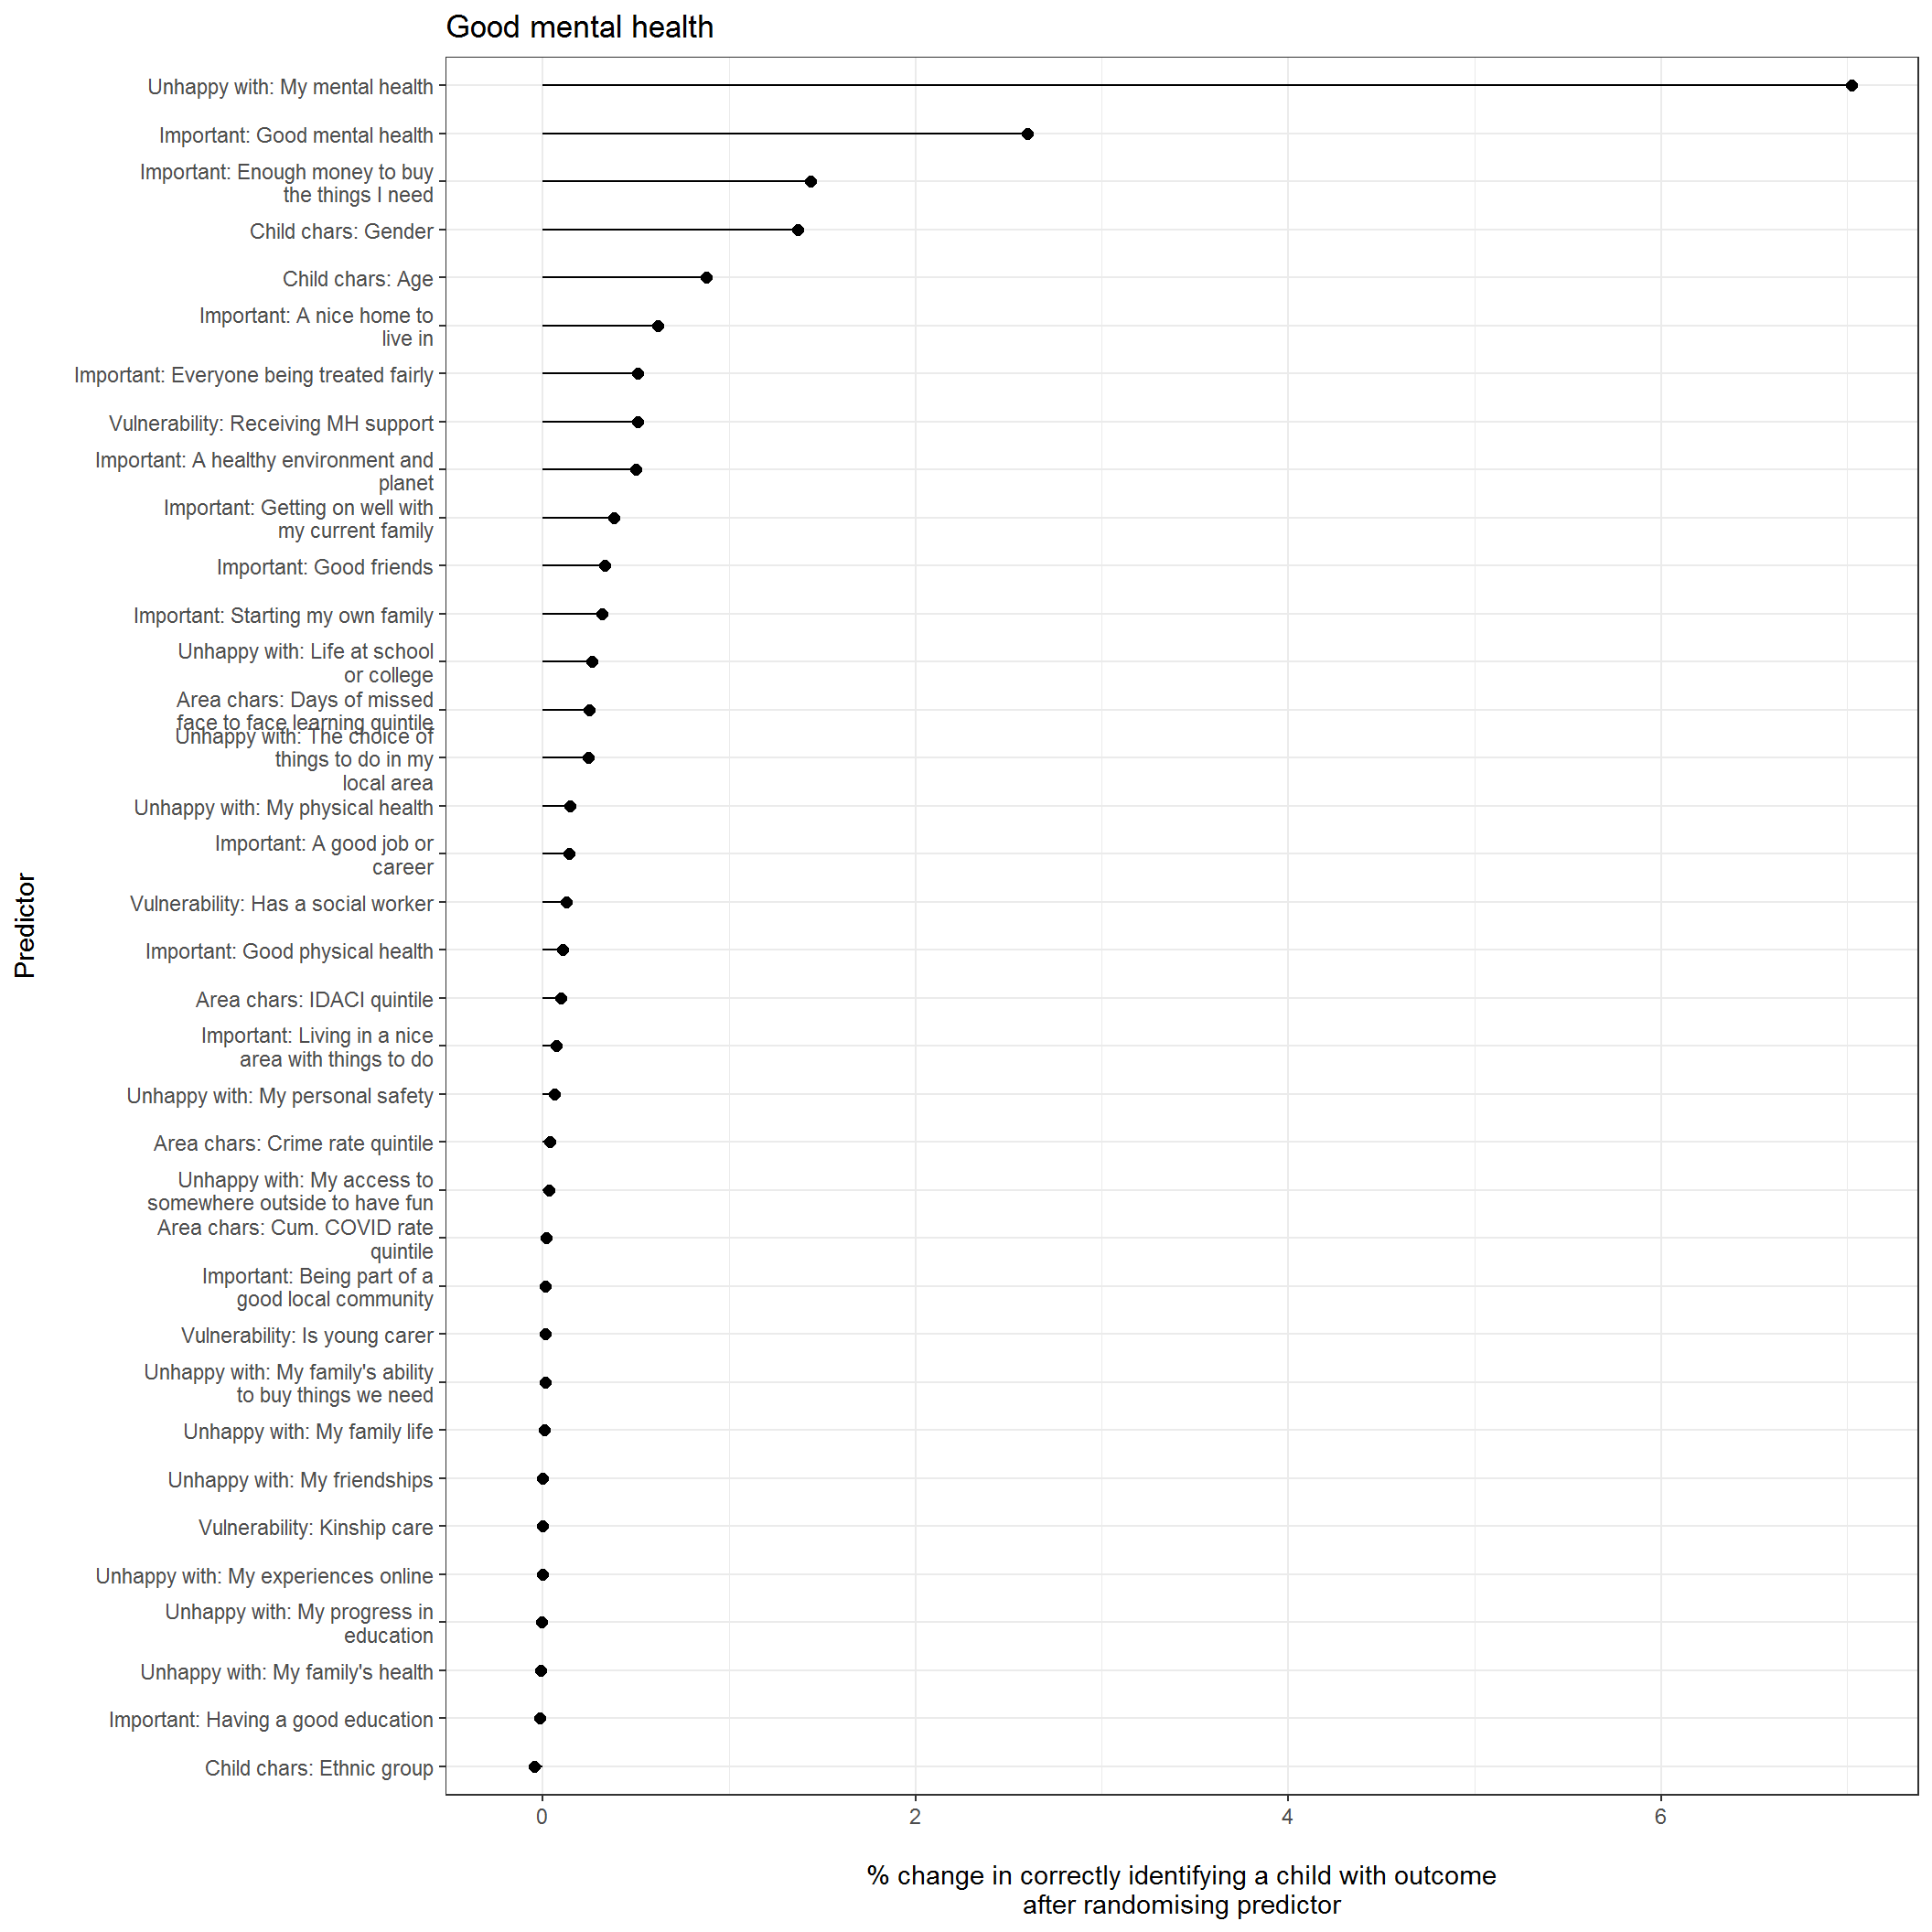 Good mental health
Unhappy with: My mental health
Important: Good mental health
Important: Enough money to buy
the things I need
Child chars: Gender
Child chars: Age
Important: A nice home to
live in
Important: Everyone being treated fairly
Vulnerability: Receiving MH support
Important: A healthy environment and
planet
Important: Getting on well with
my current family
Important: Good friends
Important: Starting my own family
Unhappy with: Life at school
or college
Area chars: Days of missed
face to face learning quintile
Unhappy with: The choice of
things to do in my
local area
Unhappy with: My physical health
Important: A good job or
career
Vulnerability: Has a social worker
Important: Good physical health
Area chars: IDACI quintile
Important: Living in a nice
area with things to do
Unhappy with: My personal safety
Area chars: Crime rate quintile
Unhappy with: My access to
somewhere outside to have fun
Area chars: Cum. COVID rate
quintile
Important: Being part of a
good local community
Vulnerability: Is young carer
Unhappy with: My family's ability
to buy things we need
Unhappy with: My family life
Unhappy with: My friendships
Vulnerability: Kinship care
Unhappy with: My experiences online
Unhappy with: My progress in
education
Unhappy with: My family's health
Important: Having a good education
Child chars: Ethnic group
Predictor
0 2 4 6
% change in correctly identifying a child with outcome
after randomising predictor